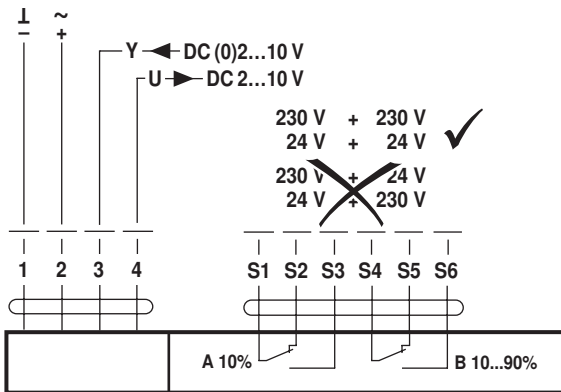 ⊥ ~
– +
Y DC (0)2...10 V
U DC 2...10 V
230 V + 230 V
24 V + 24 V
230 V + 24 V
24 V + 230 V
1 2 3 4 S1 S2 S3 S4 S5 S6
A 10% B 10...90%